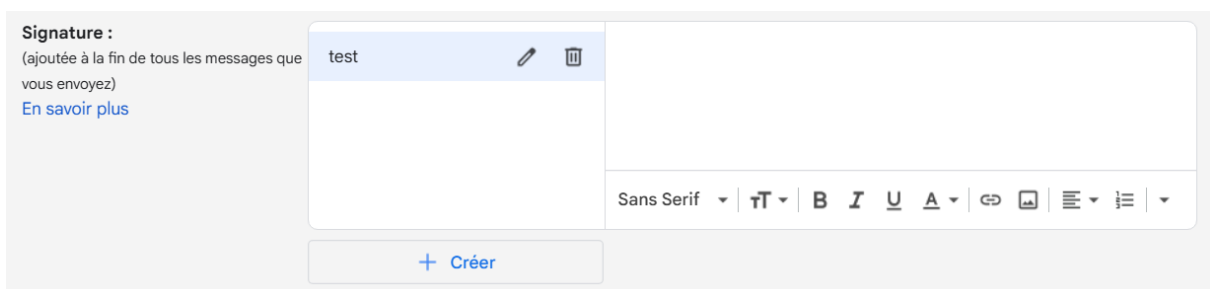 Signature :
(ajoutée à la fin de tous les messages que
vous envoyez)
En savoir plus
test
Sans Serif
B I U A
Créer